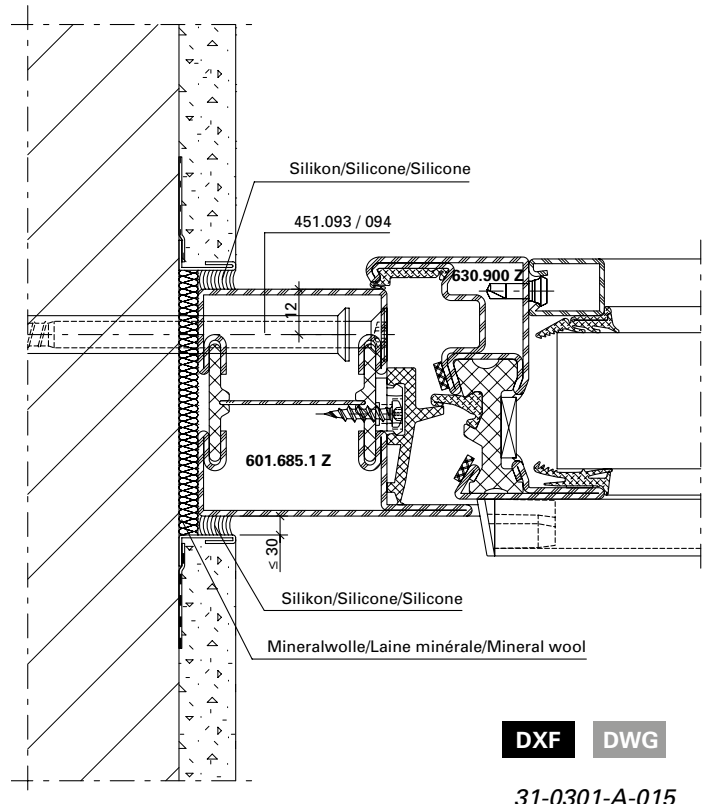 Silikon/Silicone/Silicone
451.093 / 094
630.900 Z
12
601.685.1 Z
≤ 30
Silikon/Silicone/Silicone
Mineralwolle/Laine minérale/Mineral wool
DXF DWG
31-0301-A-015